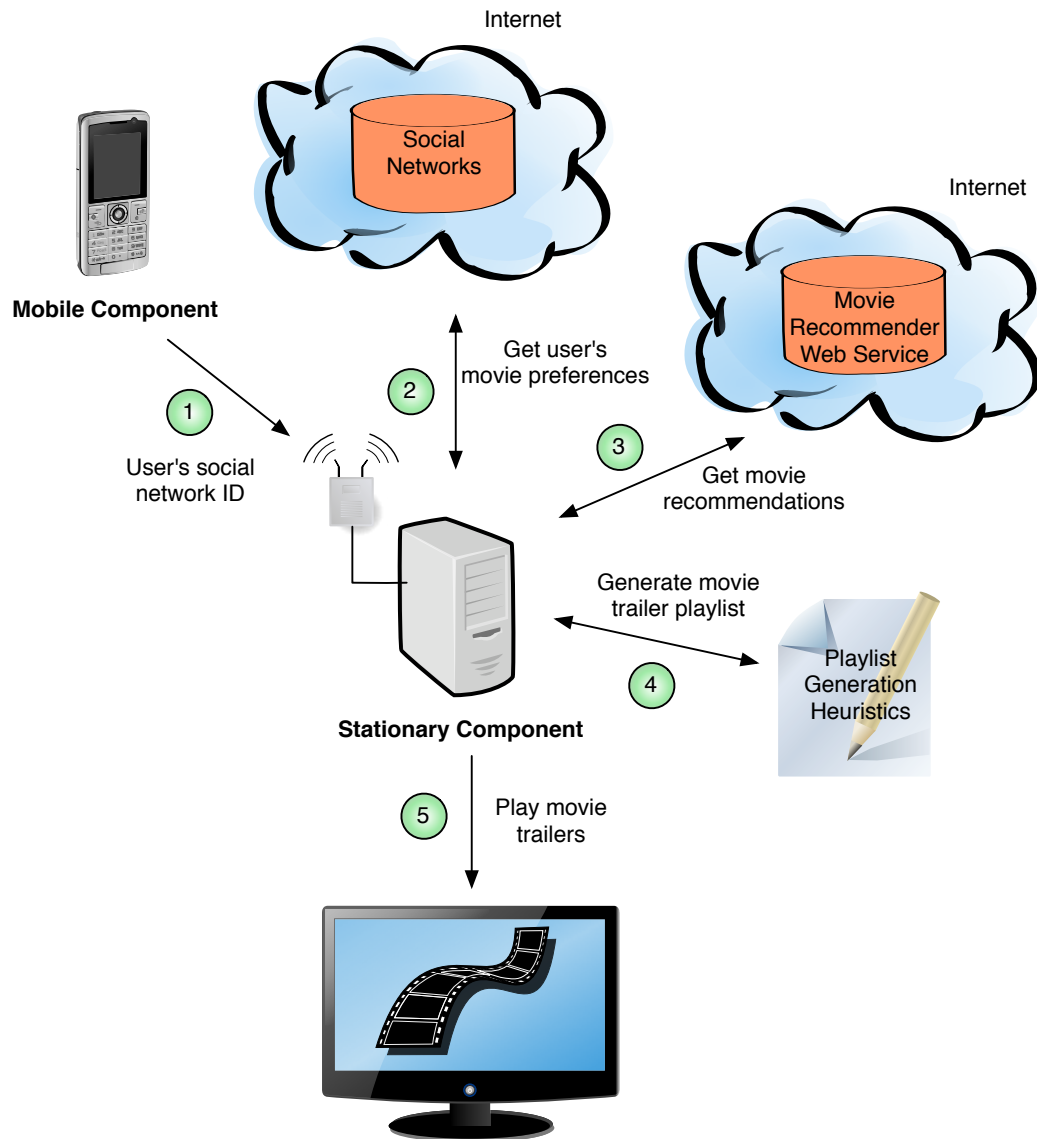 Internet
Social
Networks
Internet
Mobile Component
Movie
Recommender
Web Service
Get user's
movie preferences
2
1
3
User's social
network ID
Get movie
recommendations
Generate movie
trailer playlist
Playlist
Generation
Heuristics
4
Stationary Component
5
Play movie
trailers